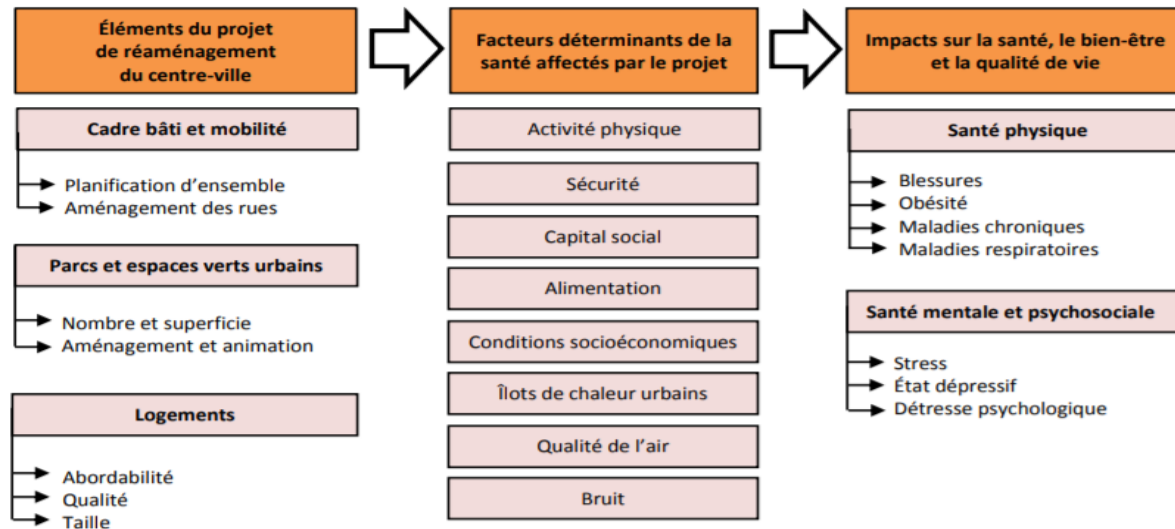 Éléments du projet
de réaménagement
du centre-ville
Cadre bâti et mobilité
Planification d'ensemble
Aménagement des rues
Parcs et espaces verts urbains
Nombre et superficie
Aménagement et animation
Logements
Abordabilité
Qualité
Taille
Facteurs déterminants de la
santé affectés par le projet
Activité physique
Sécurité
Capital social
Alimentation
Conditions socioéconomiques
Îlots de chaleur urbains
Qualité de l'air
Bruit
Impacts sur la santé, le bien-être
et la qualité de vie
Santé physique
Blessures
Obésité
Maladies chroniques
Maladies respiratoires
Santé mentale et psychosociale
Stress
État dépressif
Détresse psychologique